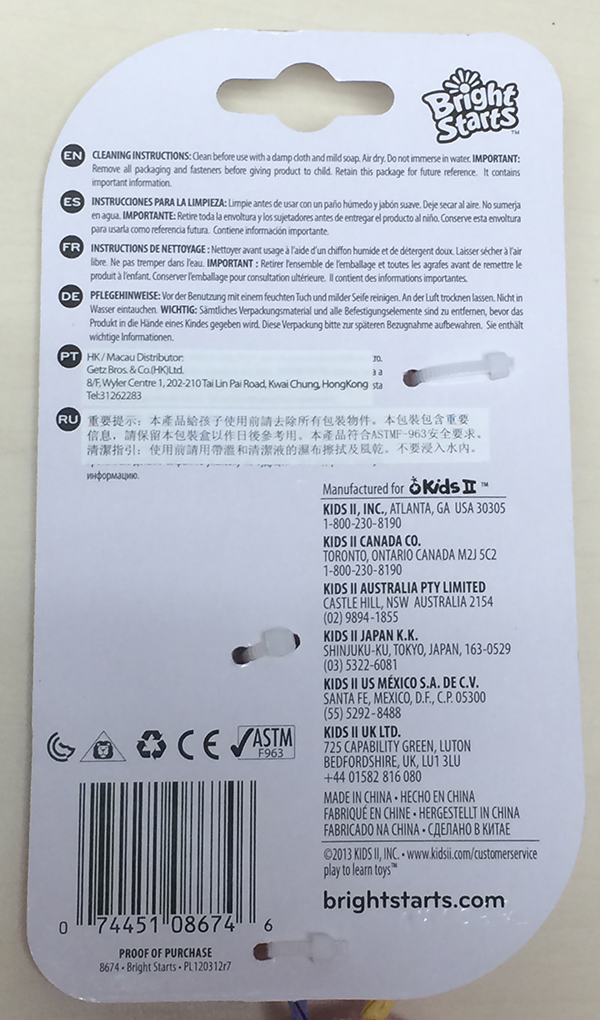 Bright
Starts™
EN CLEANING INSTRUCTIONS: Clean before use with a damp cloth and mild soap. Air dry. Do not immerse in water. IMPORTANT:
Remove all packaging and fasteners before giving product to child. Retain this package for future reference. It contains
important information.
ES INSTRUCCIONES PARA LA LIMPIEZA: Limpie antes de usar con un paño húmedo y jabón suave. Deje secar al aire. No sumerja
en agua. IMPORTANTE: Retire toda la envoltura y los sujetadores antes de entregar el producto al niño. Conserve esta envoltura
para usarla como referencia futura. Contiene información importante.
FR INSTRUCTIONS DE NETTOYAGE : Nettoyer avant usage à l'aide d'un chiffon humide et de détergent doux. Laisser sécher à l'air
libre. Ne pas tremper dans l'eau. IMPORTANT : Retirer l'ensemble de l'emballage et toutes les agrafes avant de remettre le
produit à l'enfant. Conserver l'emballage pour consultation ultérieure. Il contient des informations importantes.
DE PFLEGEHINWEISE: Vor der Benutzung mit einem feuchten Tuch und milder Seife reinigen. An der Luft trocknen lassen. Nicht in
Wasser eintauchen. WICHTIG: Sämtliches Verpackungsmaterial und alle Befestigungselemente sind zu entfernen, bevor das
Produkt in die Hände eines Kindes gegeben wird. Diese Verpackung bitte zur späteren Bezugnahme aufbewahren. Sie enthält
wichtige Informationen.
PT HK / Macau Distributor:
Getz Bros. & Co.(HK)Ltd.
8/F, Wyler Centre 1, 202-210 Tai Lin Pai Road, Kwai Chung, HongKong
Tel:31262283
RU 重要提示：本產品給孩子使用前請去除所有包裝物件。本包裝包含重要
信息，請保留本包裝盒以作日後參考用。本產品符合ASTMF-963安全要求。
清潔指引：使用前請用帶溫和清潔液的濕布擦拭及風乾。不要浸入水內。
информацию.
Manufactured for Kids II™
KIDS II, INC., ATLANTA, GA USA 30305
1-800-230-8190
KIDS II CANADA CO.
TORONTO, ONTARIO CANADA M2J 5C2
1-800-230-8190
KIDS II AUSTRALIA PTY LIMITED
CASTLE HILL, NSW AUSTRALIA 2154
(02) 9894-1855
KIDS II JAPAN K.K.
SHINJUKU-KU, TOKYO, JAPAN, 163-0529
(03) 5322-6081
KIDS II US MÉXICO S.A. DE C.V.
SANTA FE, MEXICO, D.F., C.P. 05300
(55) 5292-8488
KIDS II UK LTD.
725 CAPABILITY GREEN, LUTON
BEDFORDSHIRE, UK, LU1 3LU
+44 01582 816 080
MADE IN CHINA • HECHO EN CHINA
FABRIQUÉ EN CHINE • HERGESTELLT IN CHINA
FABRICADO NA CHINA • СДЕЛАНО В КИТАЕ
©2013 KIDS II, INC. • www.kidsii.com/customerservice
play to learn toys™
brightstarts.com
CE ASTM
F963
0 74451 08674 6
PROOF OF PURCHASE
8674 • Bright Starts • PL120312r7